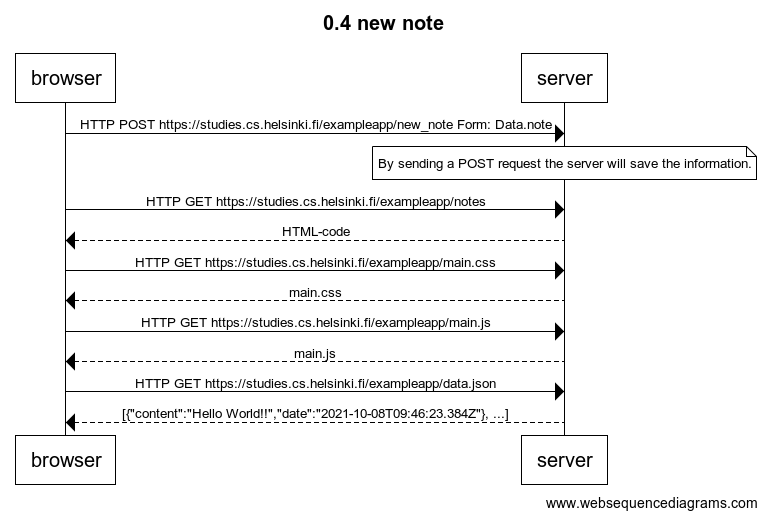 0.4 new note
browser
server
HTTP POST https://studies.cs.helsinki.fi/exampleapp/new_note Form: Data.note
By sending a POST request the server will save the information.
HTTP GET https://studies.cs.helsinki.fi/exampleapp/notes
HTML-code
HTTP GET https://studies.cs.helsinki.fi/exampleapp/main.css
main.css
HTTP GET https://studies.cs.helsinki.fi/exampleapp/main.js
main.js
HTTP GET https://studies.cs.helsinki.fi/exampleapp/data.json
[{"content":"Hello World!!","date":"2021-10-08T09:46:23.384Z"}, ...]
browser
server
www.websequencediagrams.com